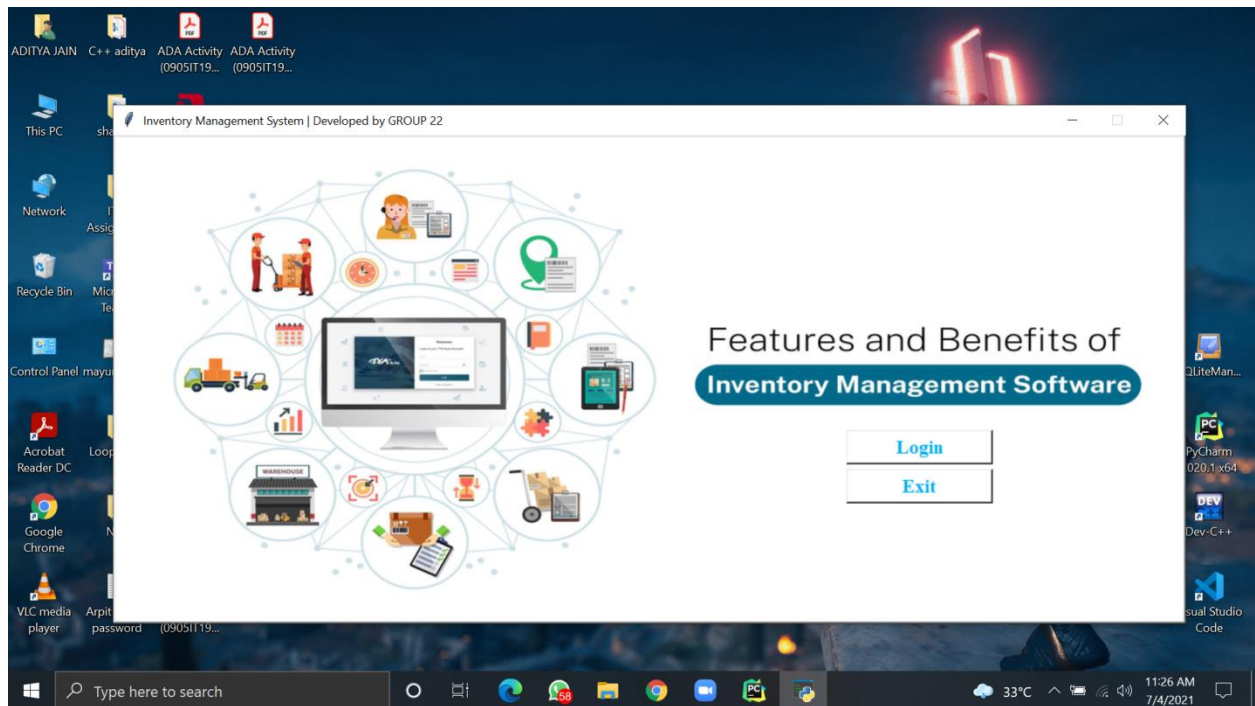 ADITYA JAIN
C++ aditya
ADA Activity
(0905IT19...
ADA Activity
(0905IT19...
This PC
Inventory Management System | Developed by GROUP 22
Network
Recycle Bin
Control Panel
Acrobat
Reader DC
Google
Chrome
VLC media
player
Arpit
password
(0905IT19...
WAREHOUSE
Welcome
Features and Benefits of
Inventory Management Software
Login
Exit
PyCharm
Dev-C++
Code
Type here to search
58
33°C
11:26 AM
7/4/2021